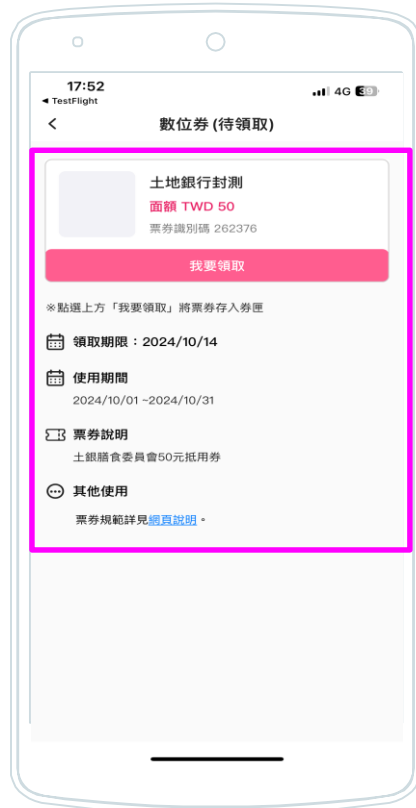 17:52
4G 39
◀ TestFlight
數位券 (待領取)
土地銀行封測
面額 TWD 50
票券識別碼 262376
我要領取
※點選上方「我要領取」將票券存入券匣
領取期限：2024/10/14
使用期間
2024/10/01 ~2024/10/31
票券說明
土銀膳食委員會50元抵用券
其他使用
票券規範詳見網頁說明。